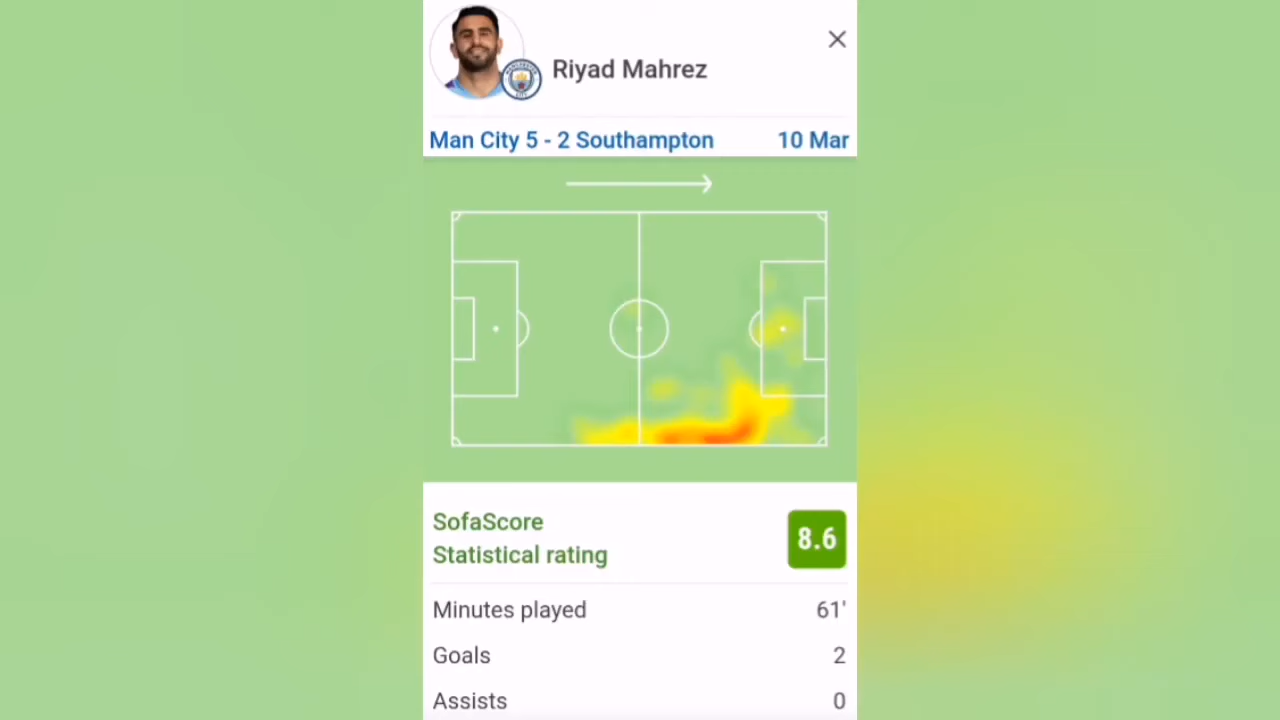 Riyad Mahrez
Man City 5 - 2 Southampton 10 Mar
SofaScore
Statistical rating 8.6
Minutes played 61'
Goals 2
Assists 0